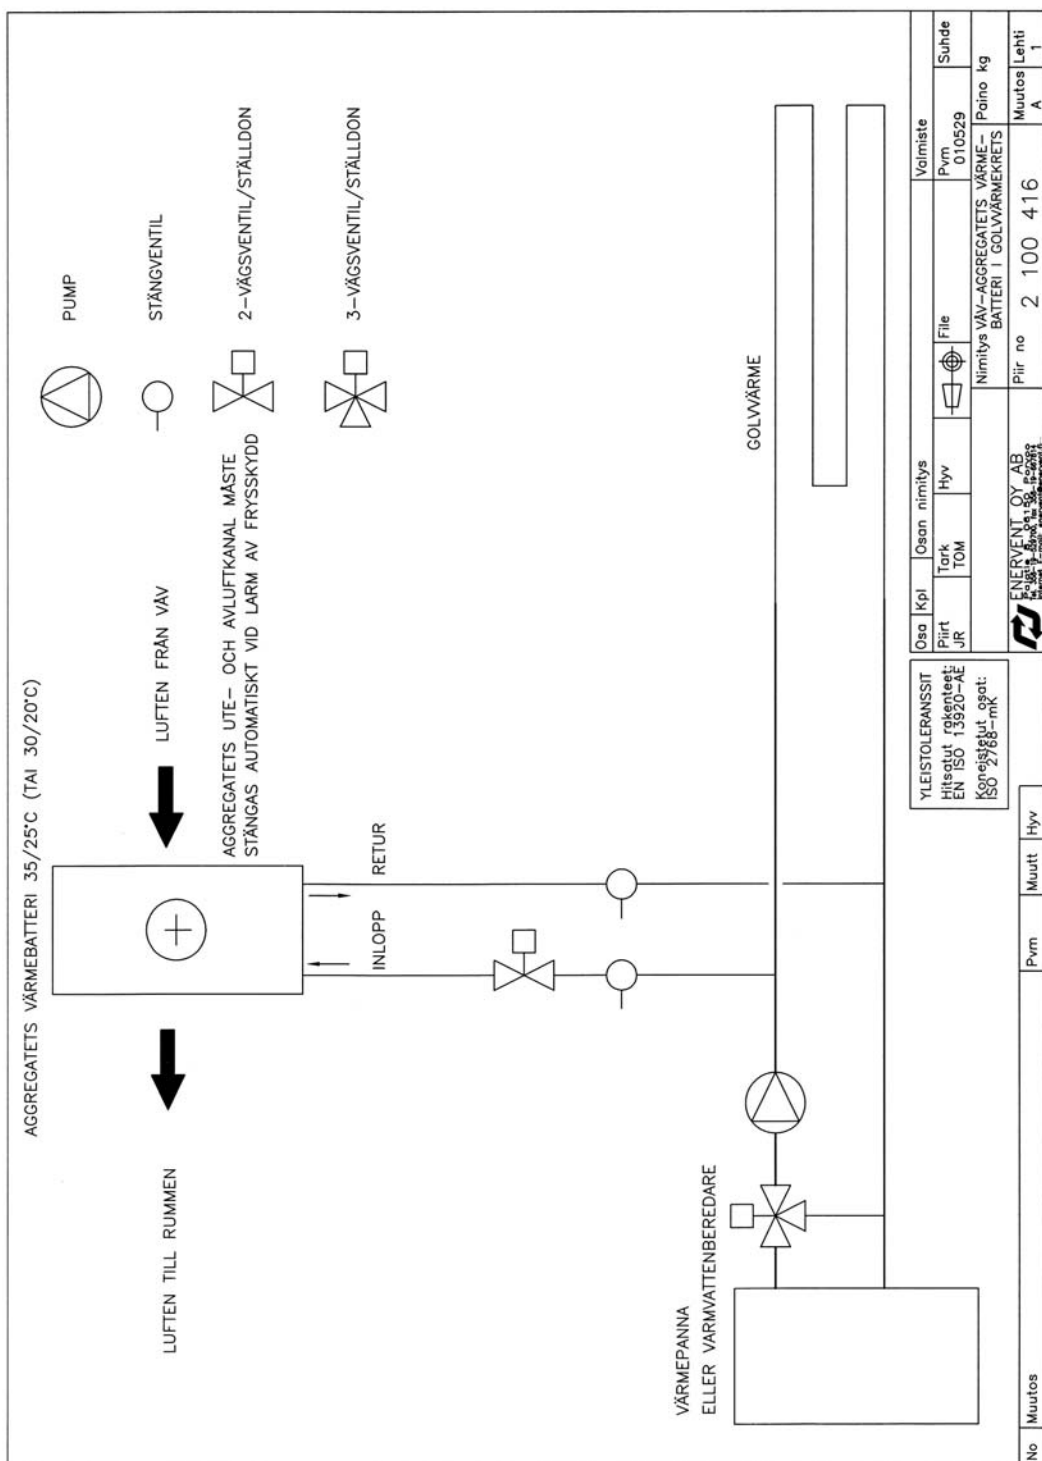 AGGREGATETS VÄRMEBATTERI 35/25°C (TAI 30/20°C)
LUFTEN TILL RUMMEN
LUFTEN FRÅN VÅV
PUMP
STÄNGVENTIL
2-VÄGSVENTIL/STÄLLDON
3-VÄGSVENTIL/STÄLLDON
AGGREGATETS UTE- OCH AVLUFTKANAL MÅSTE
STÄNGAS AUTOMATISKT VID LARM AV FRYSSKYDD
INLOPP
RETUR
VÄRMEPANNA
ELLER VARMVATTENBEREDARE
GOLVVÄRME
YLEISTOLERANSSIT
Hitsatut rakenteet:
EN ISO 13920-AE
Koneistetut osat:
ISO 2768-mK
Osa Kpl Osan nimitys Valmiste
Piirt JR
Tark TOM
Hyv
File
Pvm 010529
Suhde
Nimitys VÅV-AGGREGATETS VÄRME-
BATTERI I GOLVVÄRMEKRETS
Paino kg
ENERVENT OY AB
Piir no 2 100 416
Muutos A
Lehti 1
No Muutos Pvm Muutt Hyv